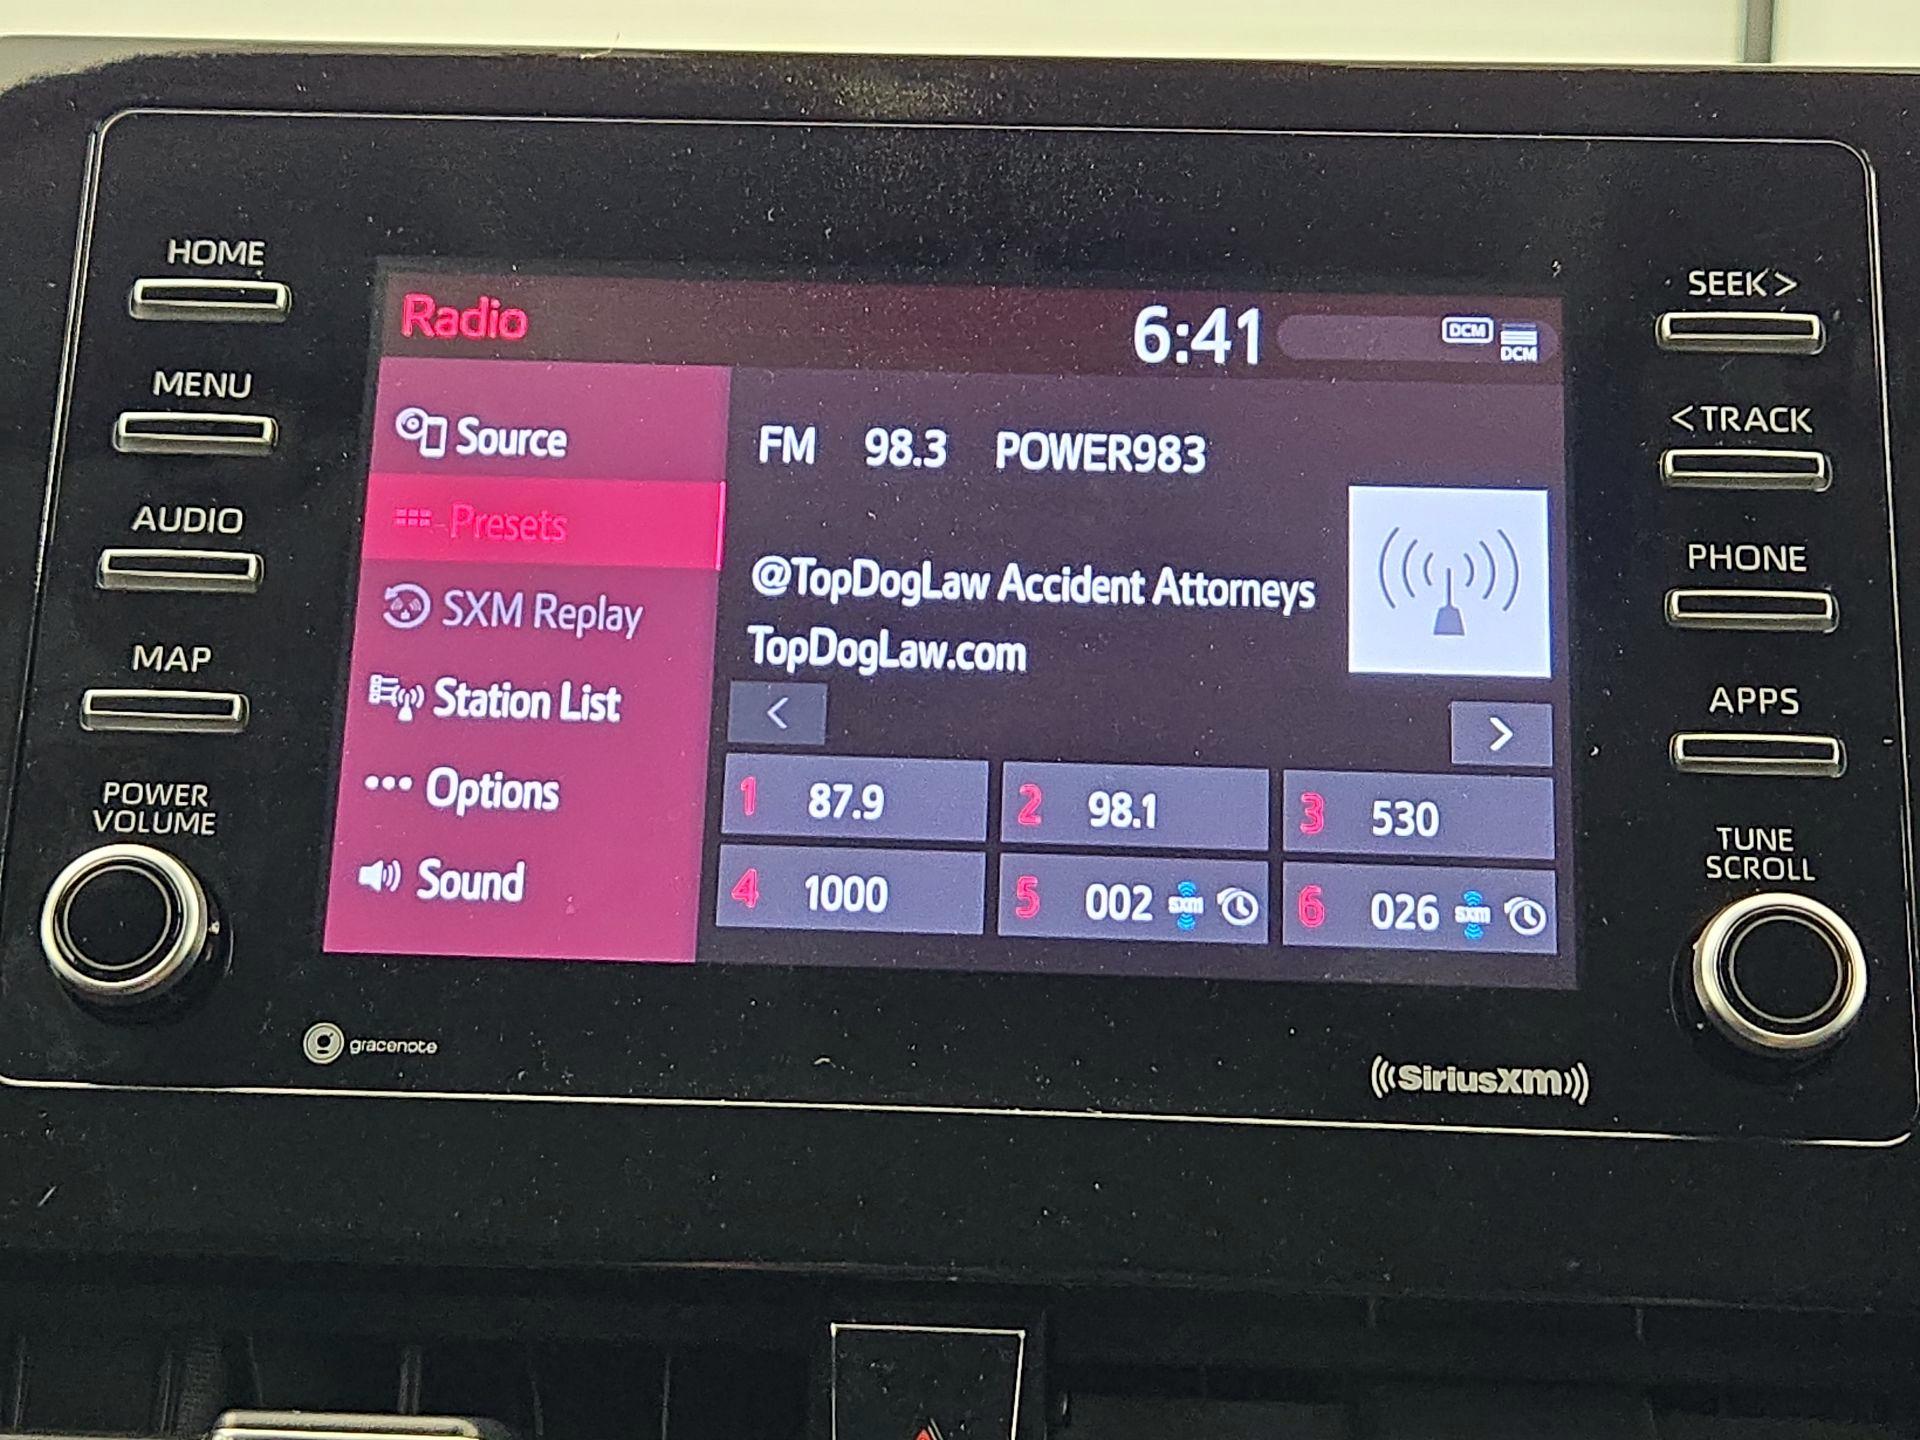 HOME
MENU
AUDIO
MAP
POWER
VOLUME
Radio
6:41
DCM
DCM
Source
Presets
SXM Replay
Station List
Options
Sound
FM 98.3 POWER983
@TopDogLaw Accident Attorneys
TopDogLaw.com
<
>
1 87.9
2 98.1
3 530
4 1000
5 002 sxm
6 026 sxm
SEEK >
< TRACK
PHONE
APPS
TUNE
SCROLL
gracenote
((SiriusXM))